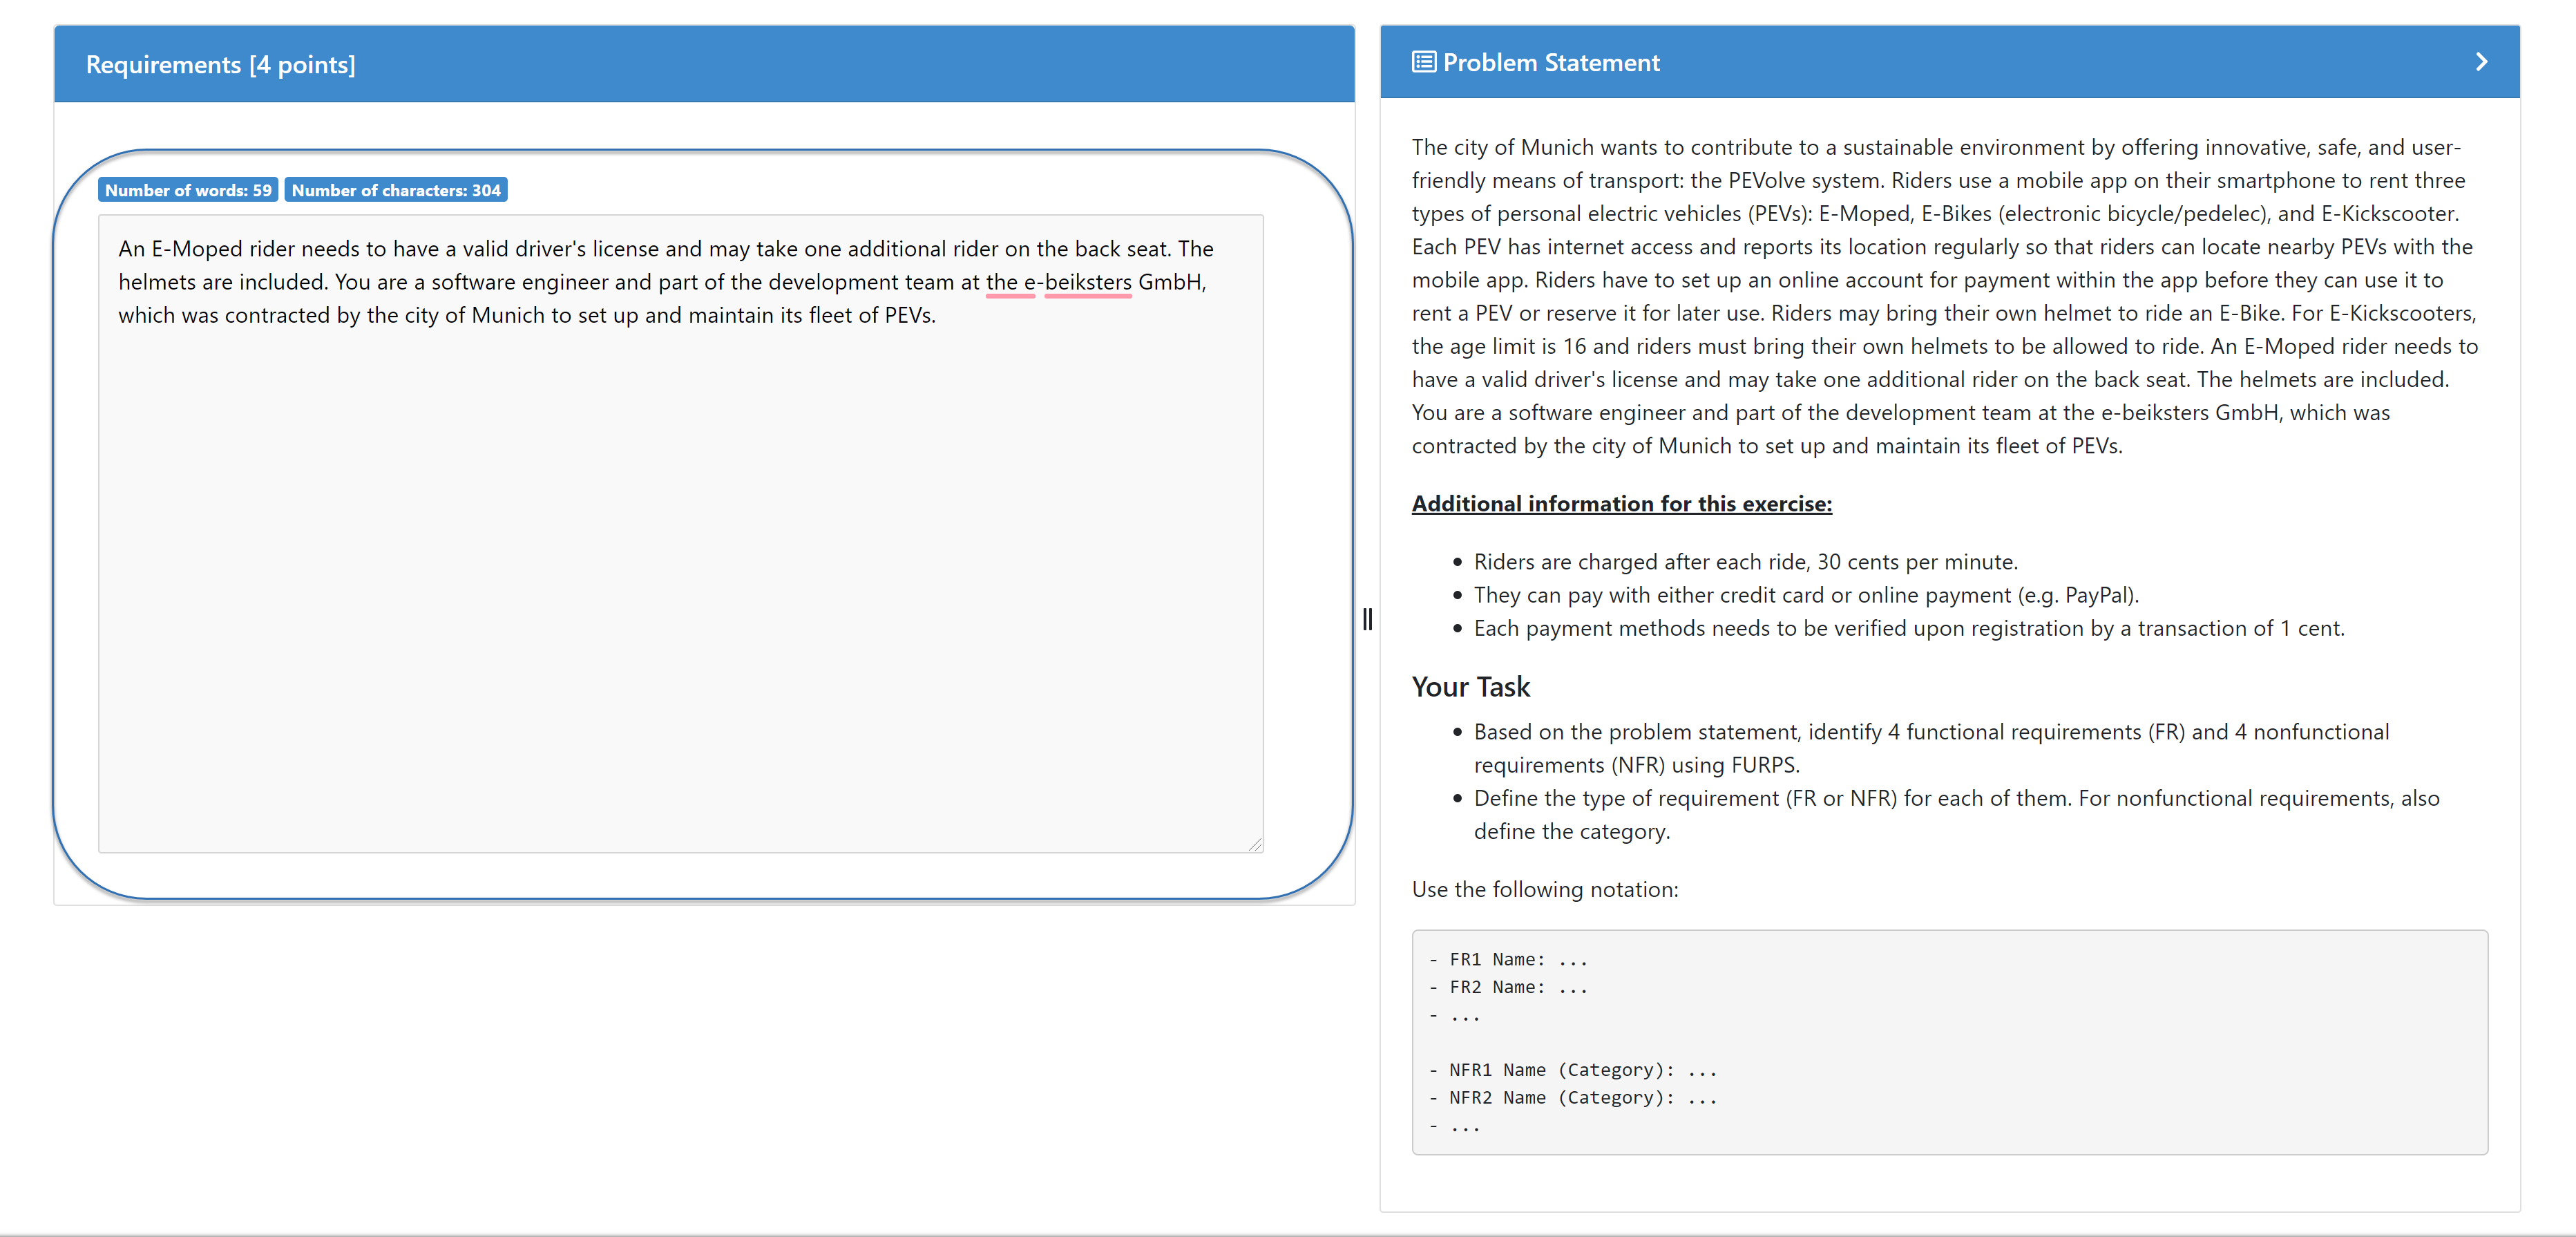 Requirements [4 points]
Number of words: 59 Number of characters: 304
An E-Moped rider needs to have a valid driver's license and may take one additional rider on the back seat. The
helmets are included. You are a software engineer and part of the development team at the e-beiksters GmbH,
which was contracted by the city of Munich to set up and maintain its fleet of PEVs.
Problem Statement
The city of Munich wants to contribute to a sustainable environment by offering innovative, safe, and user-
friendly means of transport: the PEVolve system. Riders use a mobile app on their smartphone to rent three
types of personal electric vehicles (PEVs): E-Moped, E-Bikes (electronic bicycle/pedelec), and E-Kickscooter.
Each PEV has internet access and reports its location regularly so that riders can locate nearby PEVs with the
mobile app. Riders have to set up an online account for payment within the app before they can use it to
rent a PEV or reserve it for later use. Riders may bring their own helmet to ride an E-Bike. For E-Kickscooters,
the age limit is 16 and riders must bring their own helmets to be allowed to ride. An E-Moped rider needs to
have a valid driver's license and may take one additional rider on the back seat. The helmets are included.
You are a software engineer and part of the development team at the e-beiksters GmbH, which was
contracted by the city of Munich to set up and maintain its fleet of PEVs.
Additional information for this exercise:
• Riders are charged after each ride, 30 cents per minute.
• They can pay with either credit card or online payment (e.g. PayPal).
• Each payment methods needs to be verified upon registration by a transaction of 1 cent.
Your Task
• Based on the problem statement, identify 4 functional requirements (FR) and 4 nonfunctional
requirements (NFR) using FURPS.
• Define the type of requirement (FR or NFR) for each of them. For nonfunctional requirements, also
define the category.
Use the following notation:
- FR1 Name: ...
- FR2 Name: ...
- ...
- NFR1 Name (Category): ...
- NFR2 Name (Category): ...
- ...